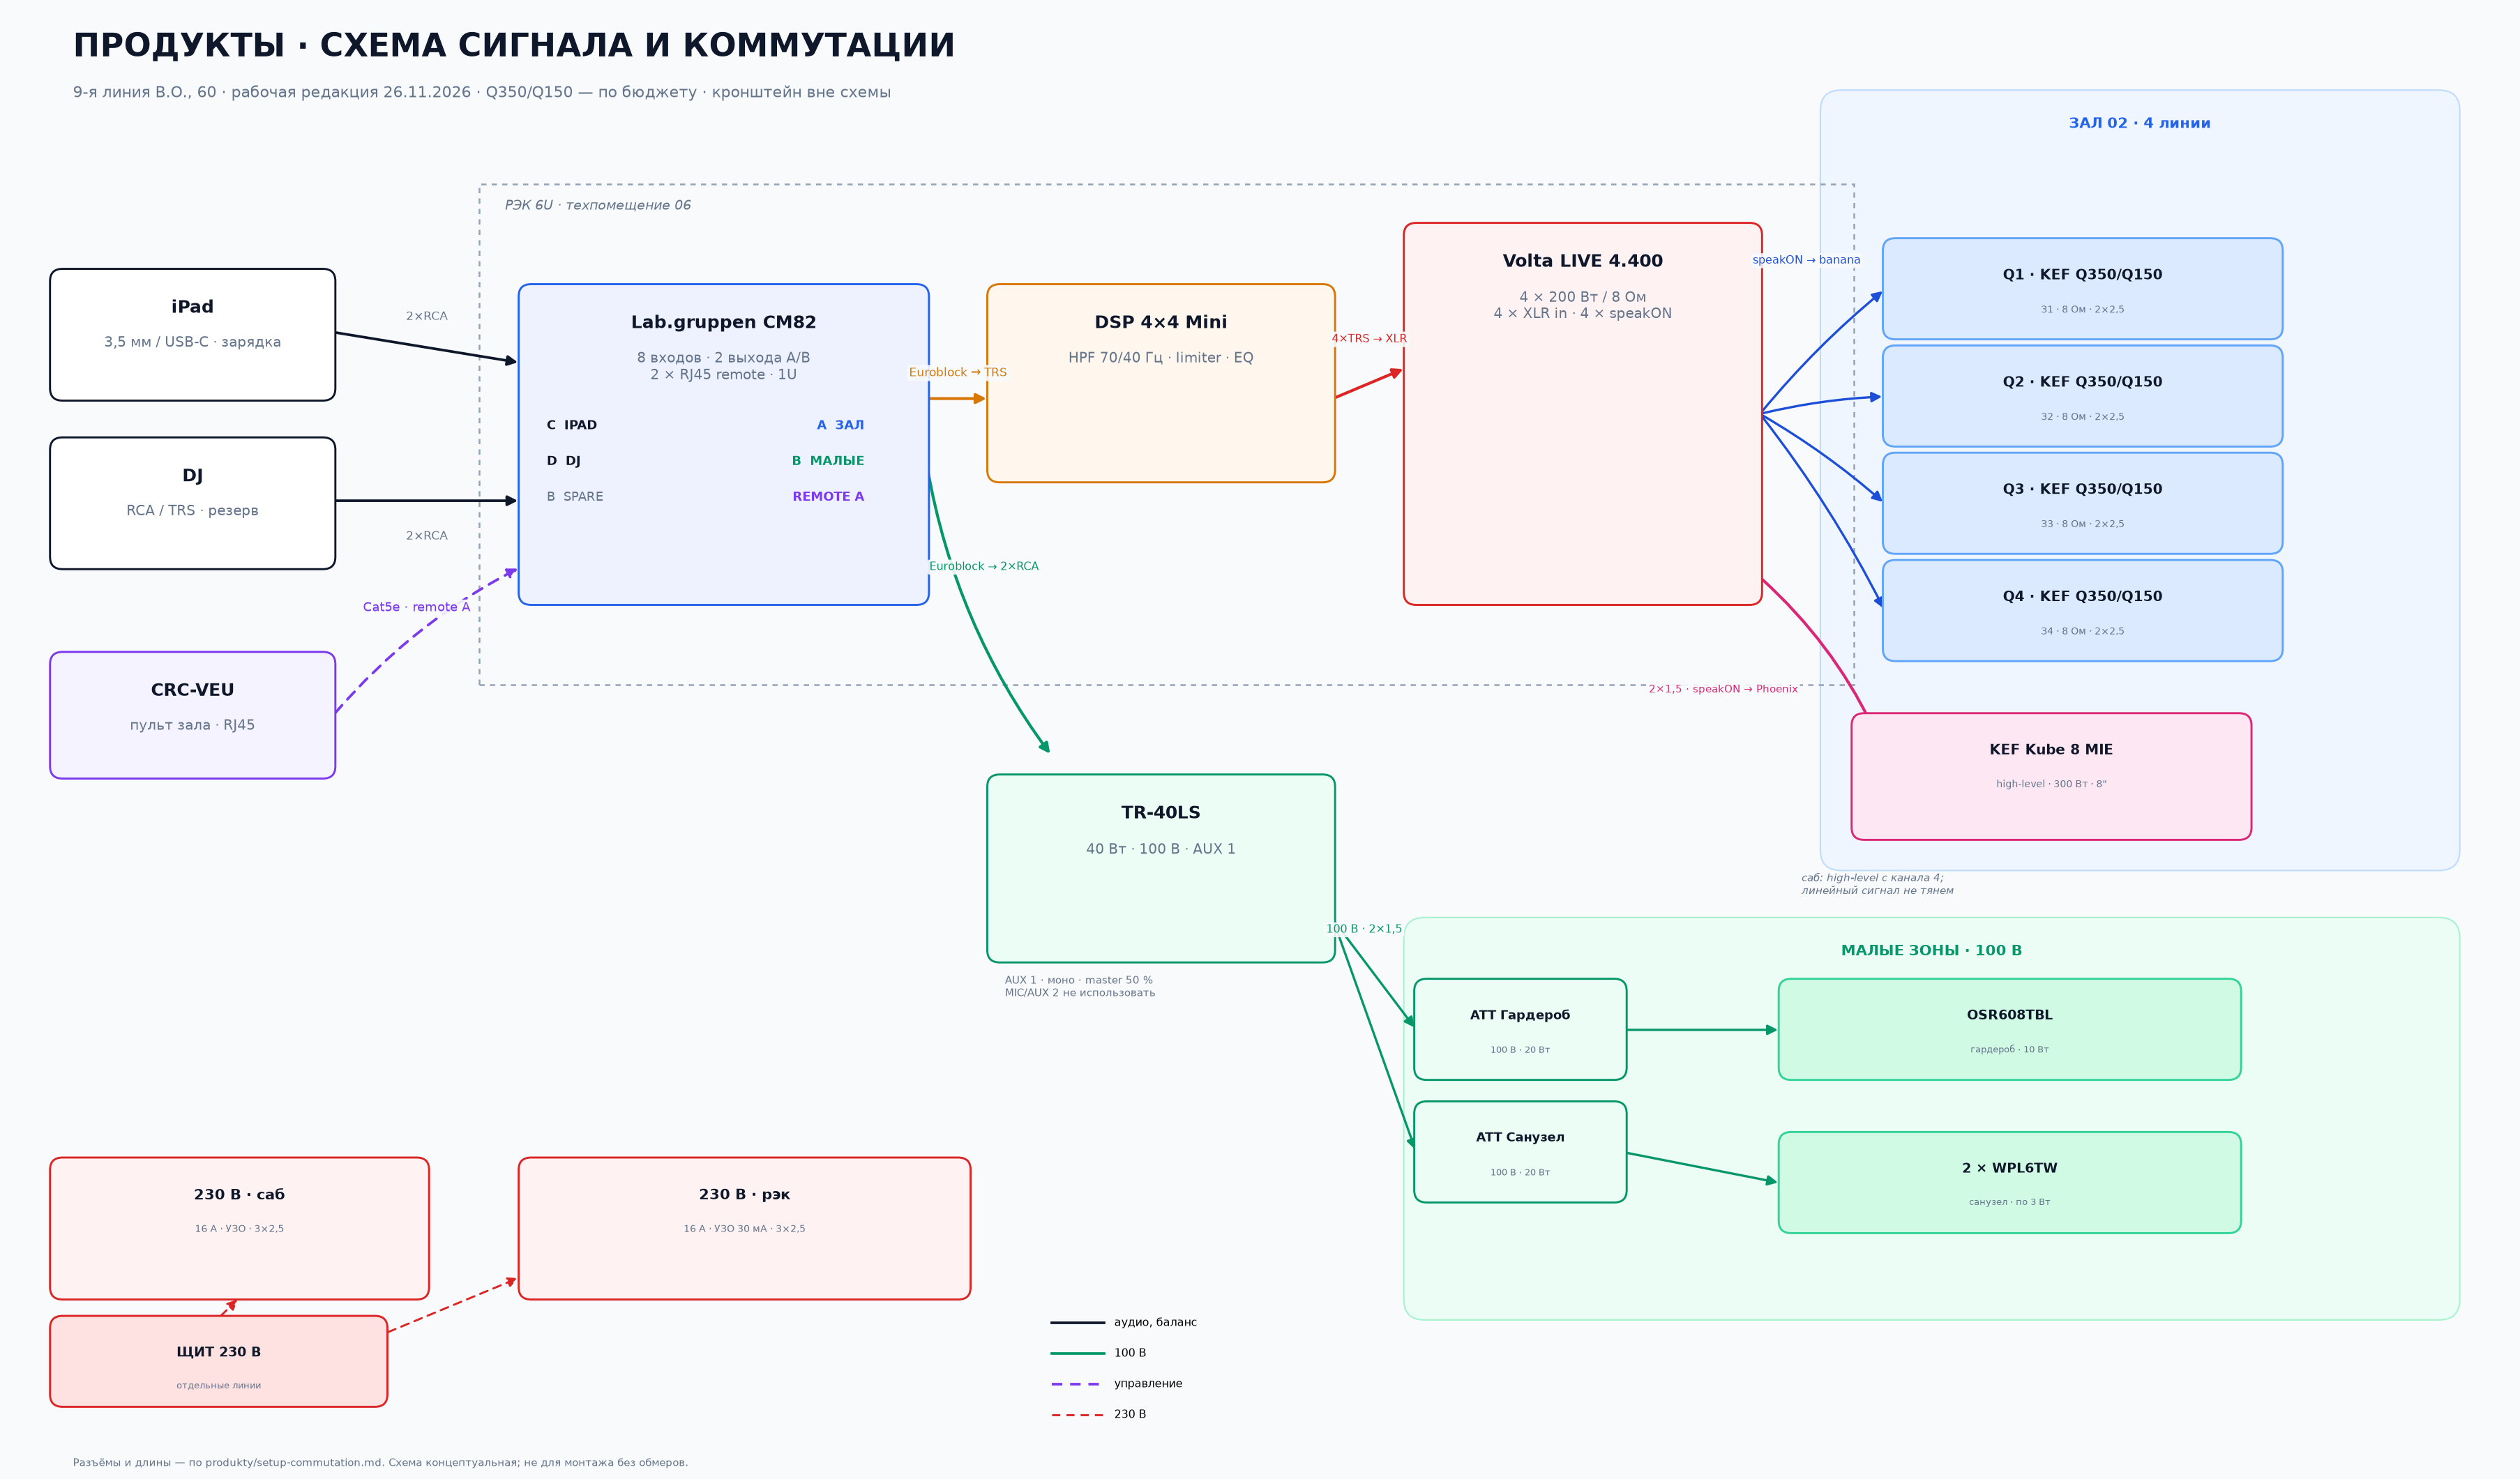 ПРОДУКТЫ · СХЕМА СИГНАЛА И КОММУТАЦИИ
9-я линия В.О., 60 · рабочая редакция 26.11.2026 · Q350/Q150 — по бюджету · кронштейн вне схемы
ЗАЛ 02 · 4 линии
РЭК 6U · техпомещение 06
iPad
3,5 мм / USB-C · зарядка
2×RCA
DJ
RCA / TRS · резерв
2×RCA
Cat5e · remote A
CRC-VEU
пульт зала · RJ45
Lab.gruppen CM82
8 входов · 2 выхода A/B
2 × RJ45 remote · 1U
C IPAD
A ЗАЛ
D DJ
B МАЛЫЕ
B SPARE
REMOTE A
Euroblock → TRS
Euroblock → 2×RCA
DSP 4×4 Mini
HPF 70/40 Гц · limiter · EQ
4×TRS → XLR
Volta LIVE 4.400
4 × 200 Вт / 8 Ом
4 × XLR in · 4 × speakON
speakON → banana
Q1 · KEF Q350/Q150
31 · 8 Ом · 2×2,5
Q2 · KEF Q350/Q150
32 · 8 Ом · 2×2,5
Q3 · KEF Q350/Q150
33 · 8 Ом · 2×2,5
Q4 · KEF Q350/Q150
34 · 8 Ом · 2×2,5
2×1,5 · speakON → Phoenix
KEF Kube 8 MIE
high-level · 300 Вт · 8"
саб: high-level с канала 4;
линейный сигнал не тянем
TR-40LS
40 Вт · 100 В · AUX 1
100 В · 2×1,5
AUX 1 · моно · master 50 %
MIC/AUX 2 не использовать
МАЛЫЕ ЗОНЫ · 100 В
АТТ Гардероб
100 В · 20 Вт
OSR608TBL
гардероб · 10 Вт
АТТ Санузел
100 В · 20 Вт
2 × WPL6TW
санузел · по 3 Вт
230 В · саб
16 А · УЗО · 3×2,5
230 В · рэк
16 А · УЗО 30 мА · 3×2,5
ЩИТ 230 В
отдельные линии
аудио, баланс
100 В
управление
230 В
Разъёмы и длины — по produkty/setup-commutation.md. Схема концептуальная; не для монтажа без обмеров.